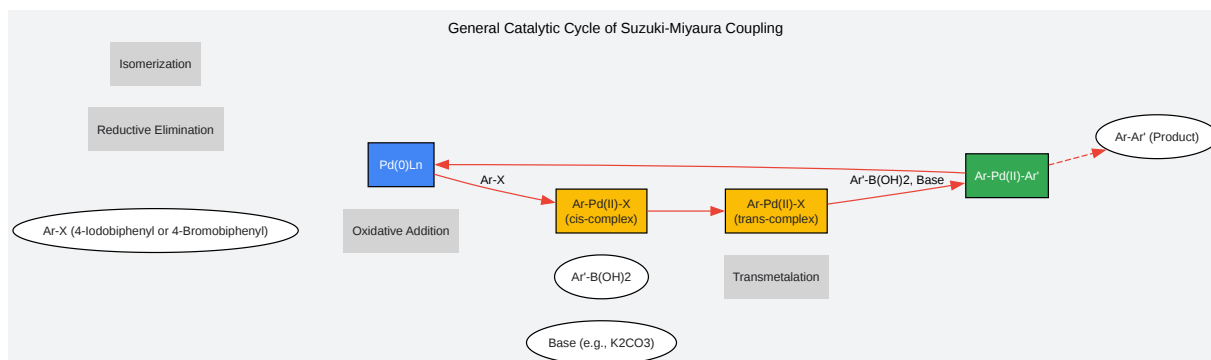 General Catalytic Cycle of Suzuki-Miyaura Coupling
Isomerization
Reductive Elimination
Ar-Ar' (Product)
Pd(0)Ln
Ar-X
Ar'-B(OH)2, Base
Ar-Pd(II)-Ar'
Ar-Pd(II)-X
(cis-complex)
Ar-Pd(II)-X
(trans-complex)
Ar-X (4-Iodobiphenyl or 4-Bromobiphenyl)
Oxidative Addition
Ar'-B(OH)2
Transmetalation
Base (e.g., K2CO3)